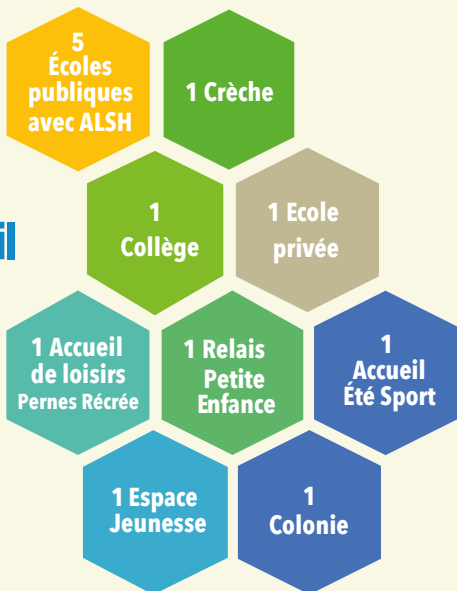 5
Écoles
publiques
avec ALSH
1 Crèche
1
Collège
1 Ecole
privée
il
1 Accueil
de loisirs
Pernes Récrée
1 Relais
Petite
Enfance
1
Accueil
Été Sport
1 Espace
Jeunesse
1
Colonie